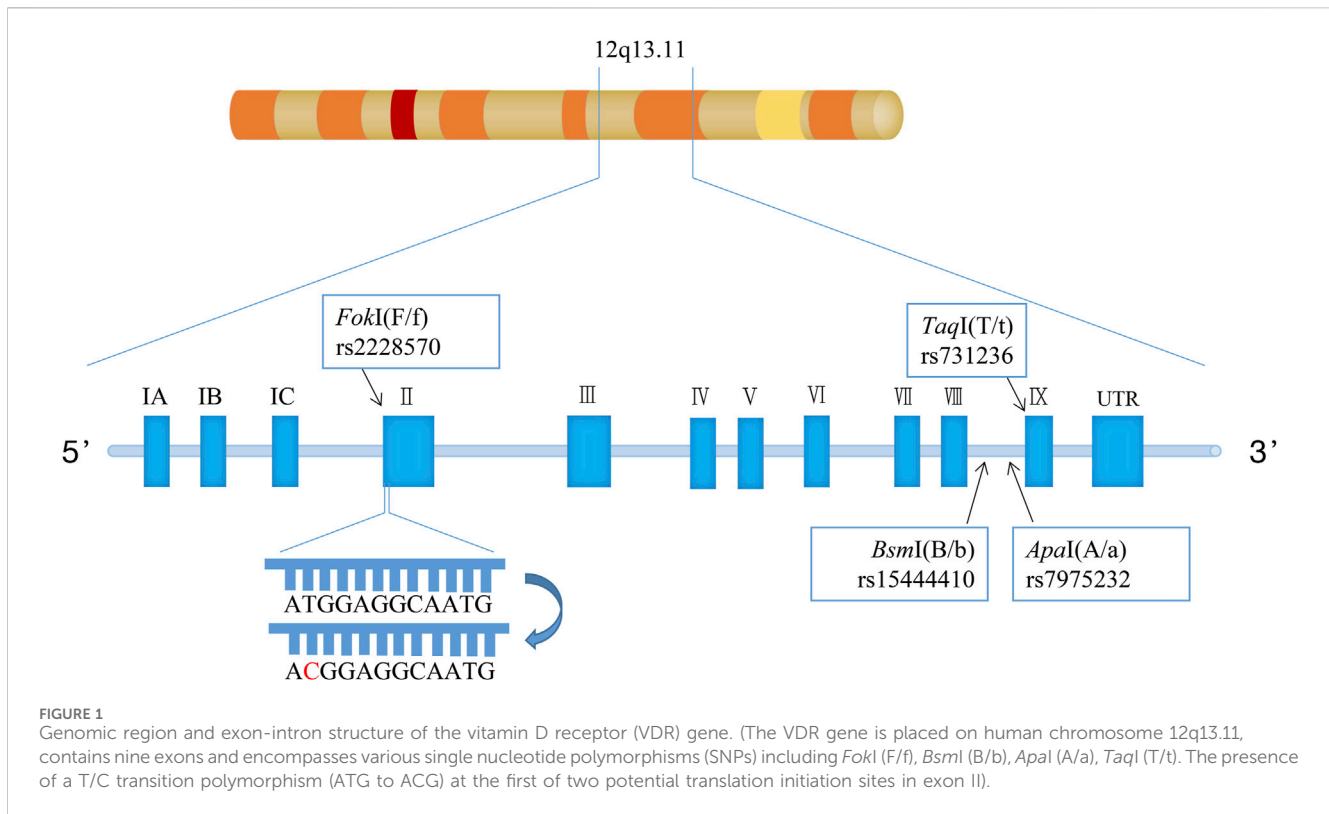 12q13.11
FokI(F/f)
rs2228570
TaqI(T/t)
rs731236
IA IB IC Ⅱ Ⅲ Ⅳ Ⅴ Ⅵ Ⅶ Ⅷ Ⅸ UTR
5’ 3’
BsmI(B/b)
rs15444410
ApaI(A/a)
rs7975232
ATGGAGGCAATG
ACGGAGGCAATG
FIGURE 1
Genomic region and exon-intron structure of the vitamin D receptor (VDR) gene. (The VDR gene is placed on human chromosome 12q13.11,
contains nine exons and encompasses various single nucleotide polymorphisms (SNPs) including FokI (F/f), BsmI (B/b), ApaI (A/a), TaqI (T/t). The presence
of a T/C transition polymorphism (ATG to ACG) at the first of two potential translation initiation sites in exon II).